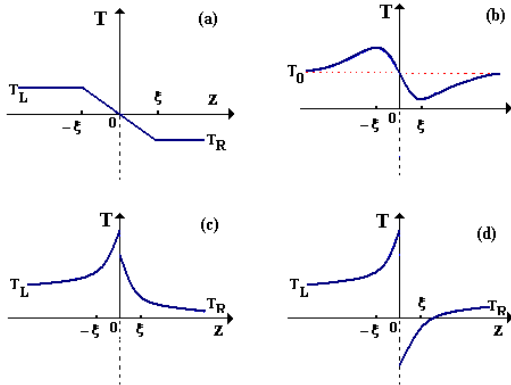 T (a)
T_L
ξ z
-ξ 0
T_R
T (b)
T_0
z
-ξ 0 ξ
T (c)
T_L
T_R
-ξ 0 ξ z
T (d)
T_L
ξ T_R
-ξ 0 z